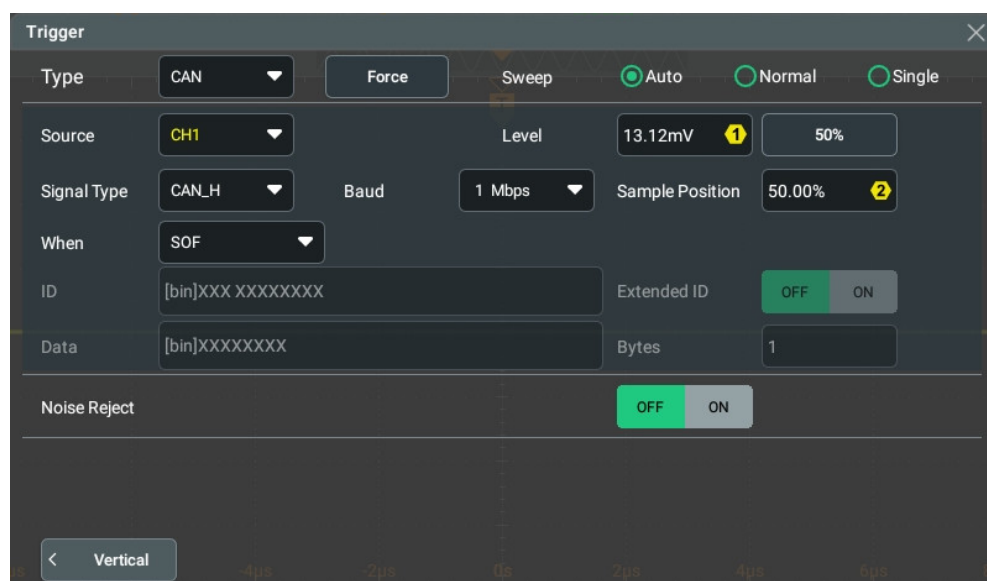 Trigger
Type CAN Force Sweep Auto Normal Single
Source CH1 Level 13.12mV 1 50%
Signal Type CAN_H Baud 1 Mbps Sample Position 50.00% 2
When SOF
ID [bin]XXX XXXXXXXX Extended ID OFF ON
Data [bin]XXXXXXXX Bytes 1
Noise Reject OFF ON
< Vertical -4μs -2μs 0s 2μs 4μs 6μs